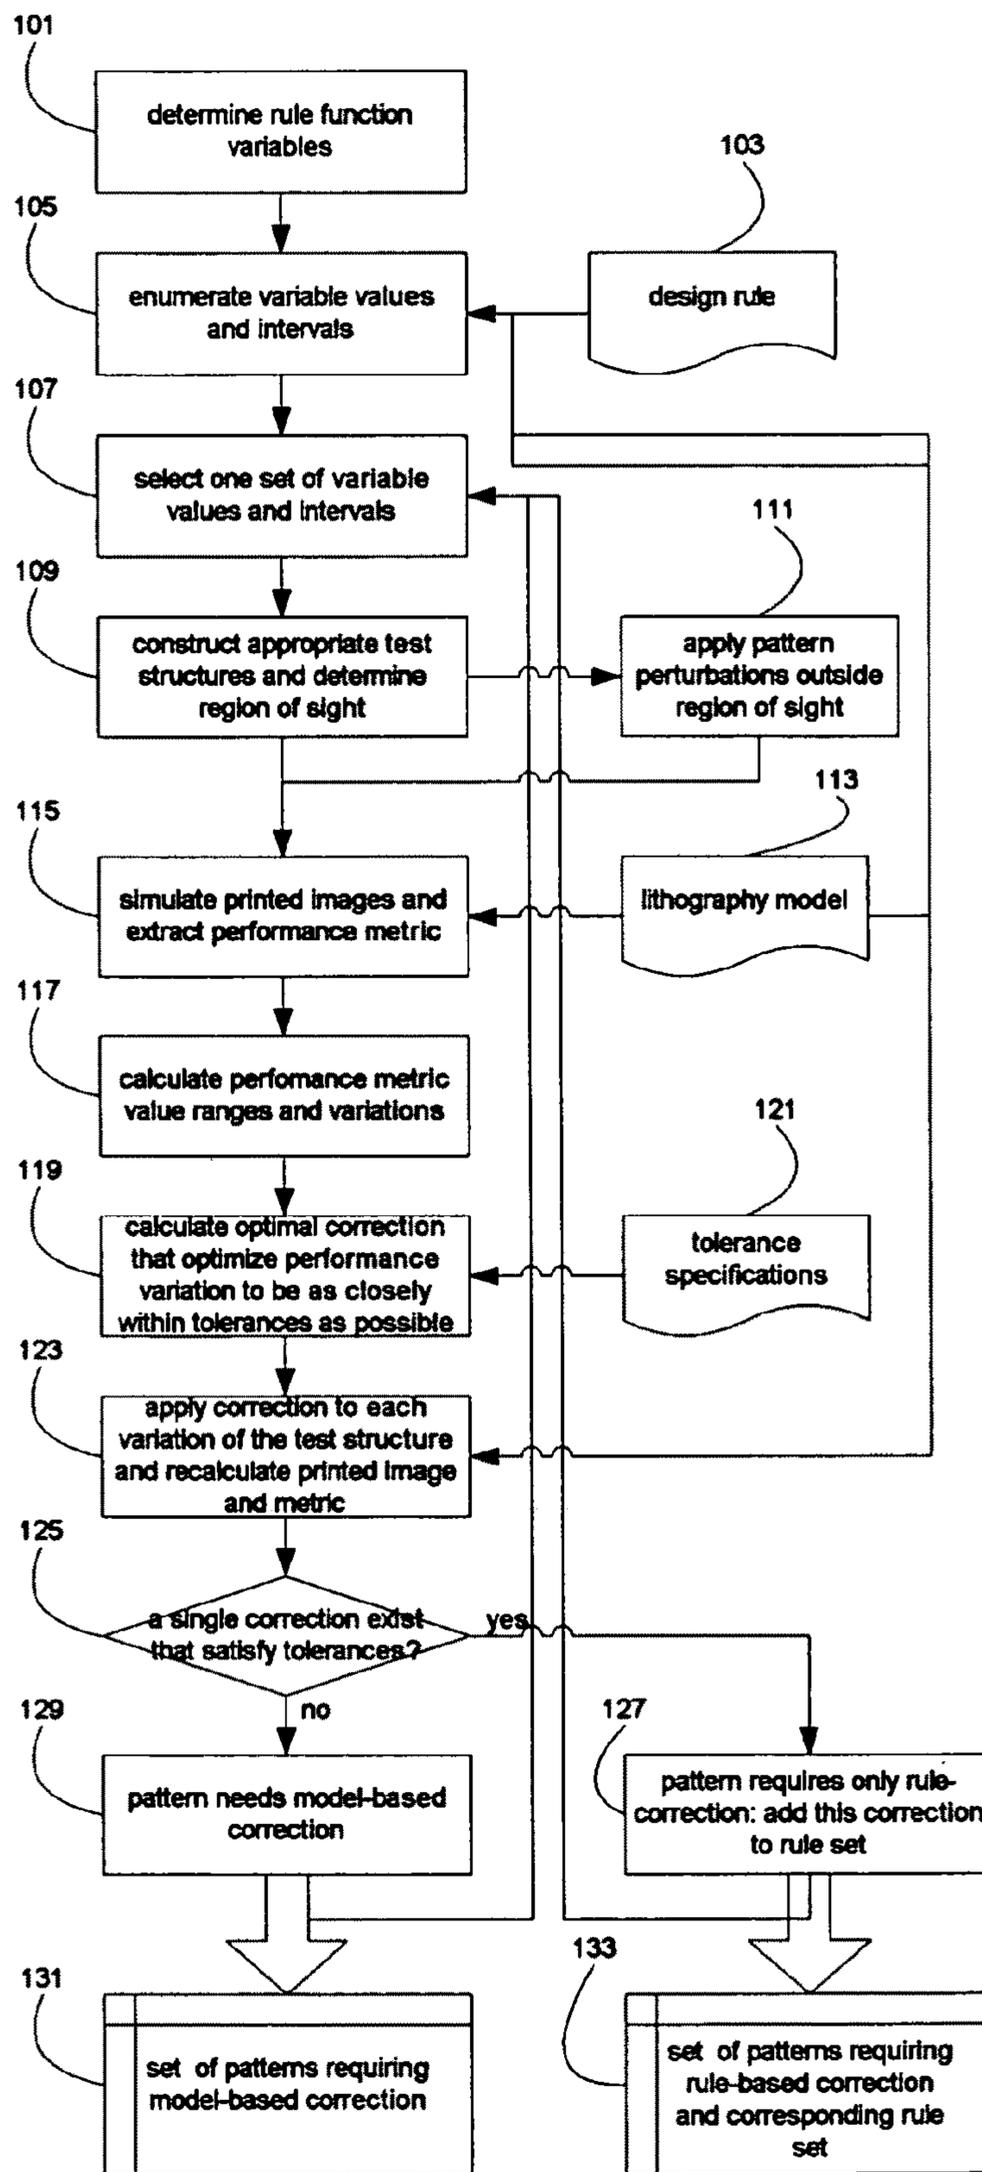 101
determine rule function
variables
103
105
enumerate variable values
and intervals
design rule
107
select one set of variable
values and intervals
111
109
construct appropriate test
structures and determine
region of sight
apply pattern
perturbations outside
region of sight
113
115
simulate printed images and
extract performance metric
lithography model
117
calculate perfomance metric
value ranges and variations
121
119
calculate optimal correction
that optimize performance
variation to be as closely
within tolerances as possible
tolerance
specifications
123
apply correction to each
variation of the test structure
and recalculate printed image
and metric
125
a single correction exist
that satisfy tolerances?
yes
no
129
127
pattern needs model-based
correction
pattern requires only rule-
correction: add this correction
to rule set
133
131
set of patterns requiring
model-based correction
set of patterns requiring
rule-based correction
and corresponding rule
set